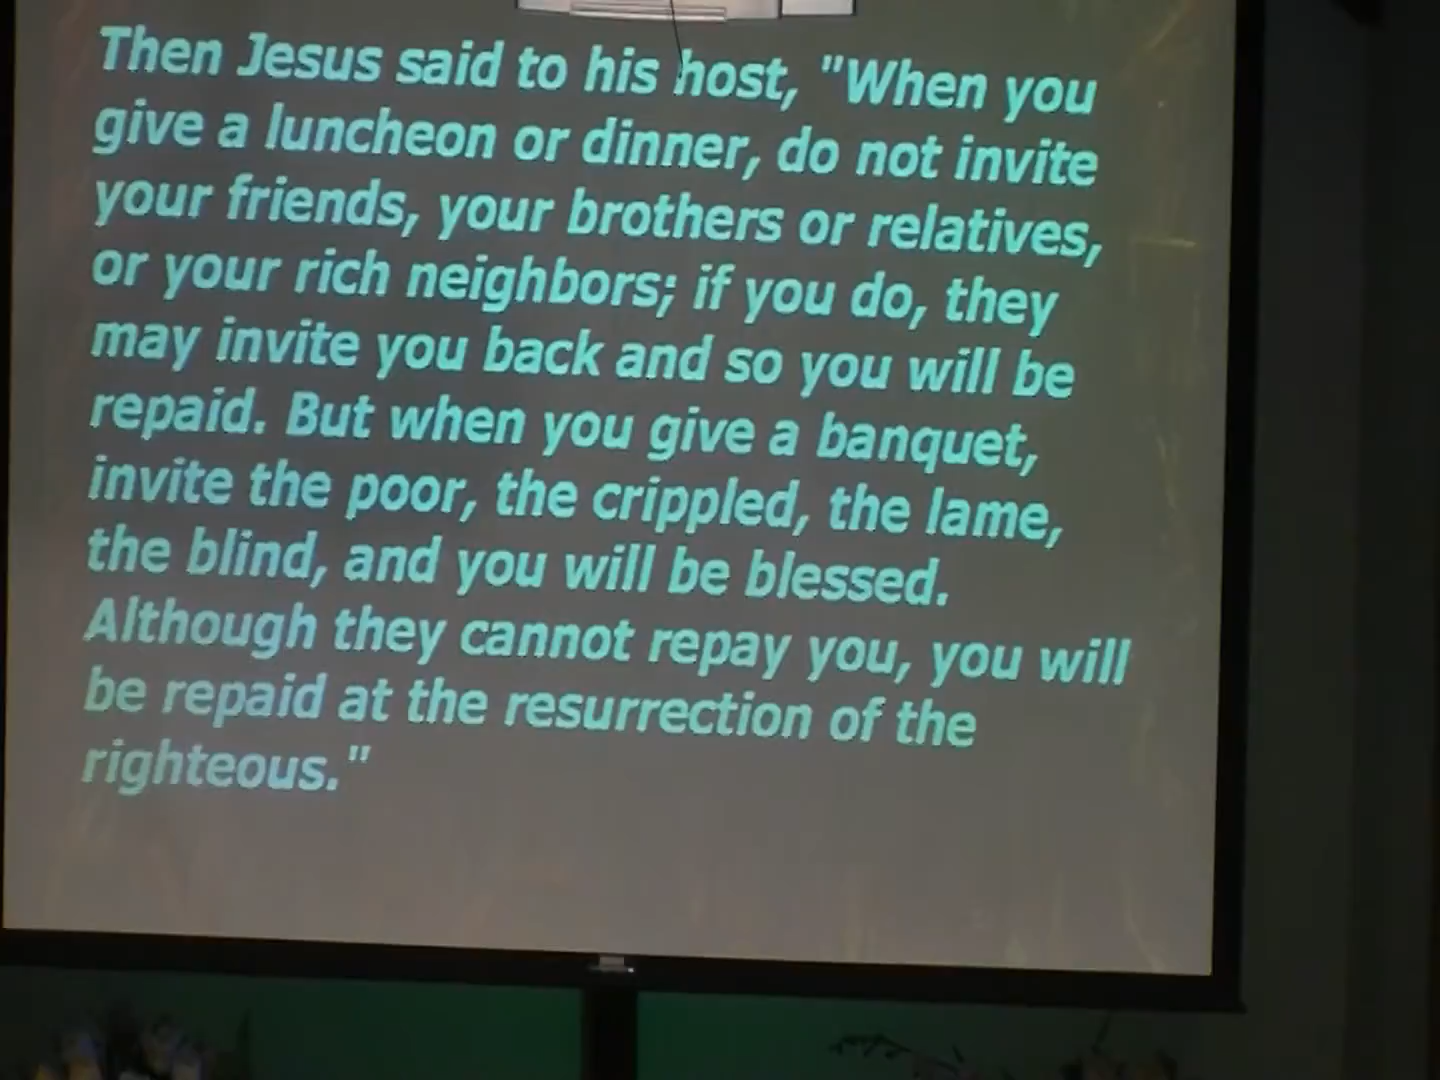 Then Jesus said to his host, "When you
give a luncheon or dinner, do not invite
your friends, your brothers or relatives,
or your rich neighbors; if you do, they
may invite you back and so you will be
repaid. But when you give a banquet,
invite the poor, the crippled, the lame,
the blind, and you will be blessed.
Although they cannot repay you, you will
be repaid at the resurrection of the
righteous."